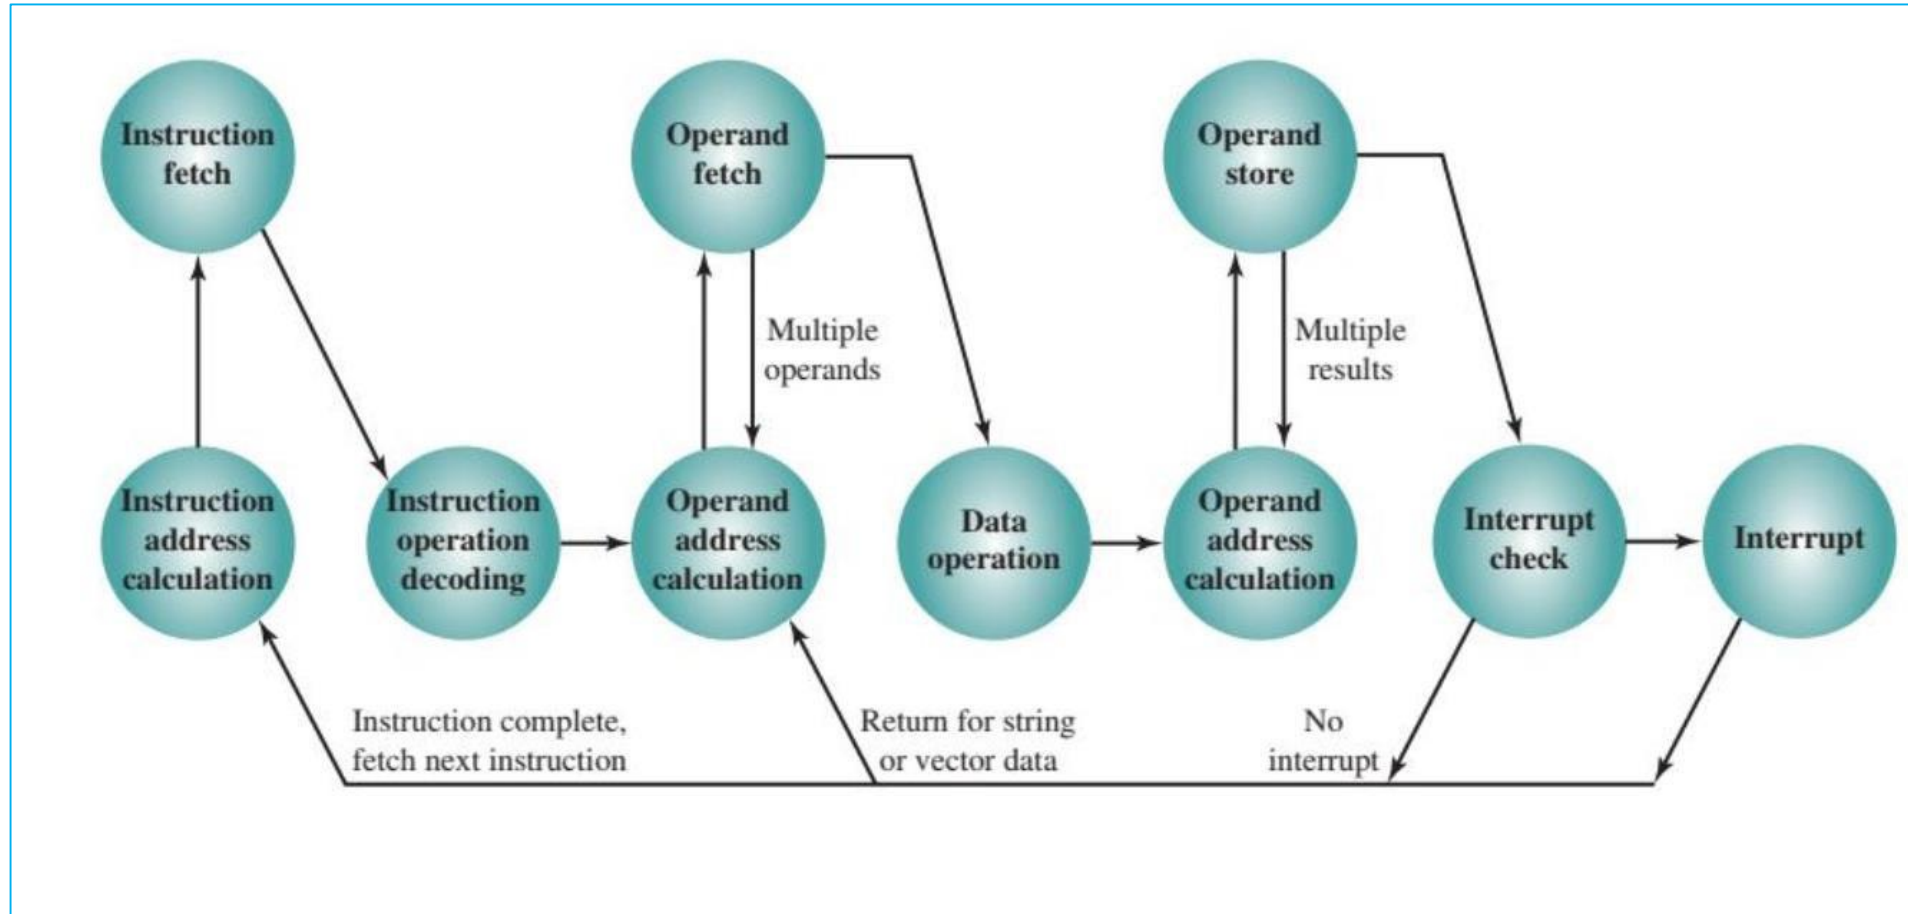 Instruction
fetch
Operand
fetch
Operand
store
Multiple
operands
Multiple
results
Instruction
address
calculation
Instruction
operation
decoding
Operand
address
calculation
Data
operation
Operand
address
calculation
Interrupt
check
Interrupt
Instruction complete,
fetch next instruction
Return for string
or vector data
No
interrupt